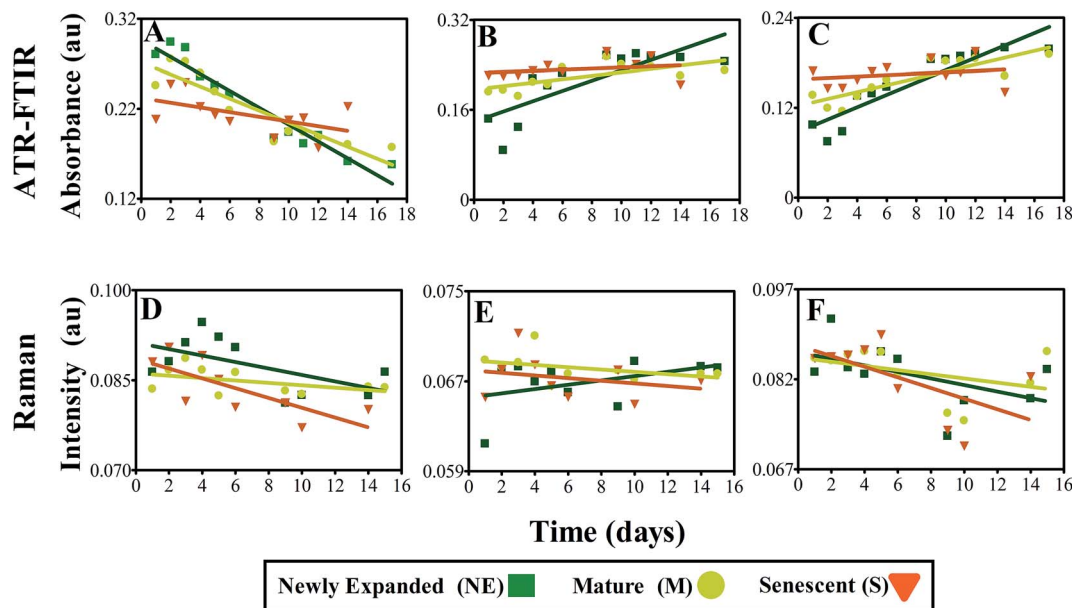 ATR-FTIR
Absorbance (au)
A
0.32
0.22
0.12
0 2 4 6 8 10 12 14 16 18
B
0.32
0.16
0
0 2 4 6 8 10 12 14 16 18
C
0.24
0.12
0
0 2 4 6 8 10 12 14 16 18
Raman
Intensity (au)
D
0.100
0.085
0.070
0 2 4 6 8 10 12 14 16
E
0.075
0.067
0.059
0 2 4 6 8 10 12 14 16
F
0.097
0.082
0.067
0 2 4 6 8 10 12 14 16
Time (days)
Newly Expanded (NE) Mature (M) Senescent (S)